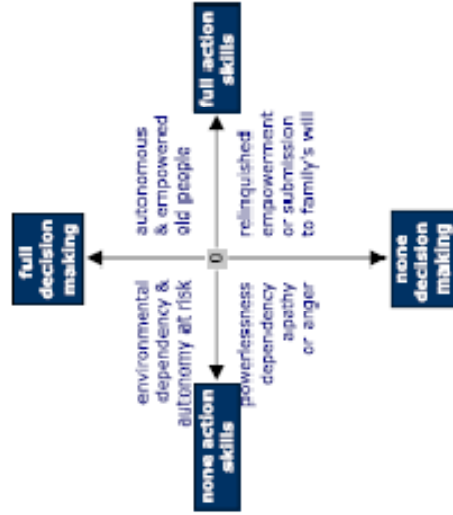 full
decision
making
environmental
dependency &
autonomy at risk
autonomous
& empowered
old people
none action
skills
0
full action
skills
powerlessness
dependency
apathy
or anger
relinquished
empowerment
or submission
to family's will
none
decision
making